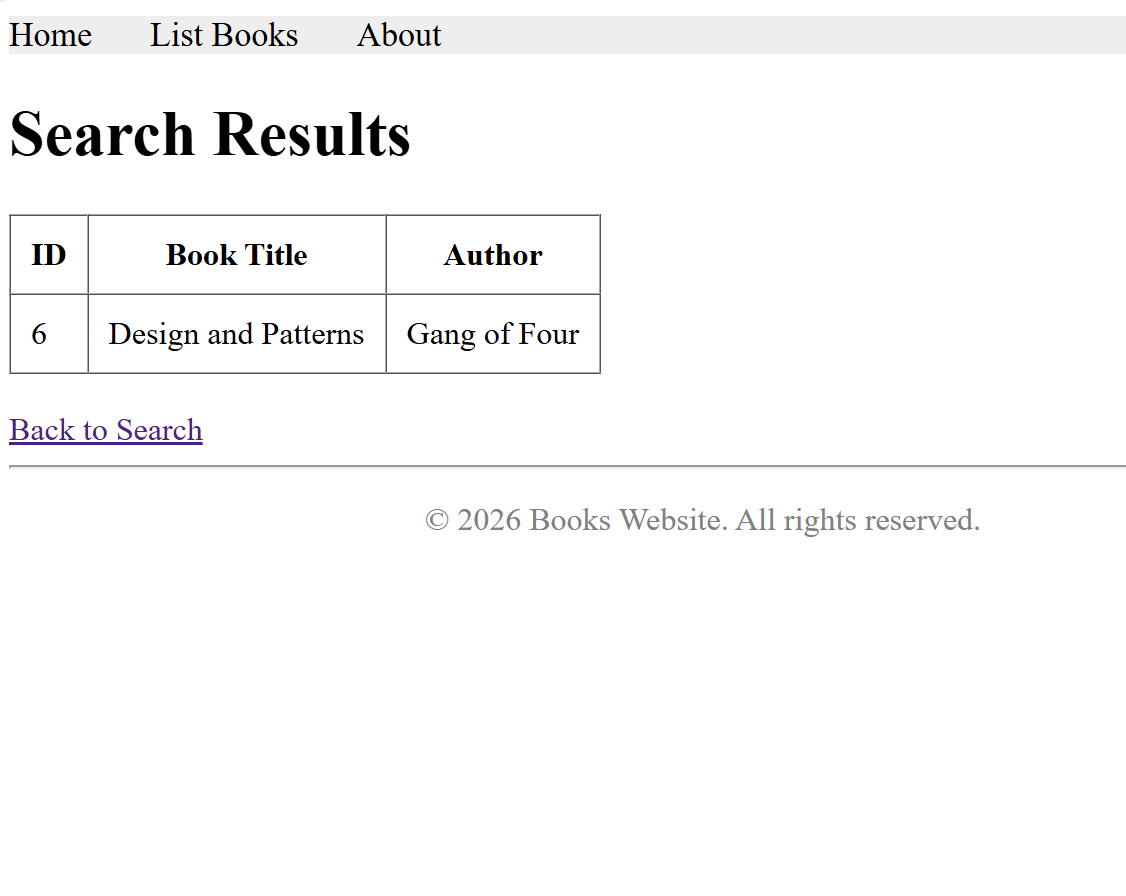 Home List Books About
Search Results
ID Book Title Author
6 Design and Patterns Gang of Four
Back to Search
© 2026 Books Website. All rights reserved.